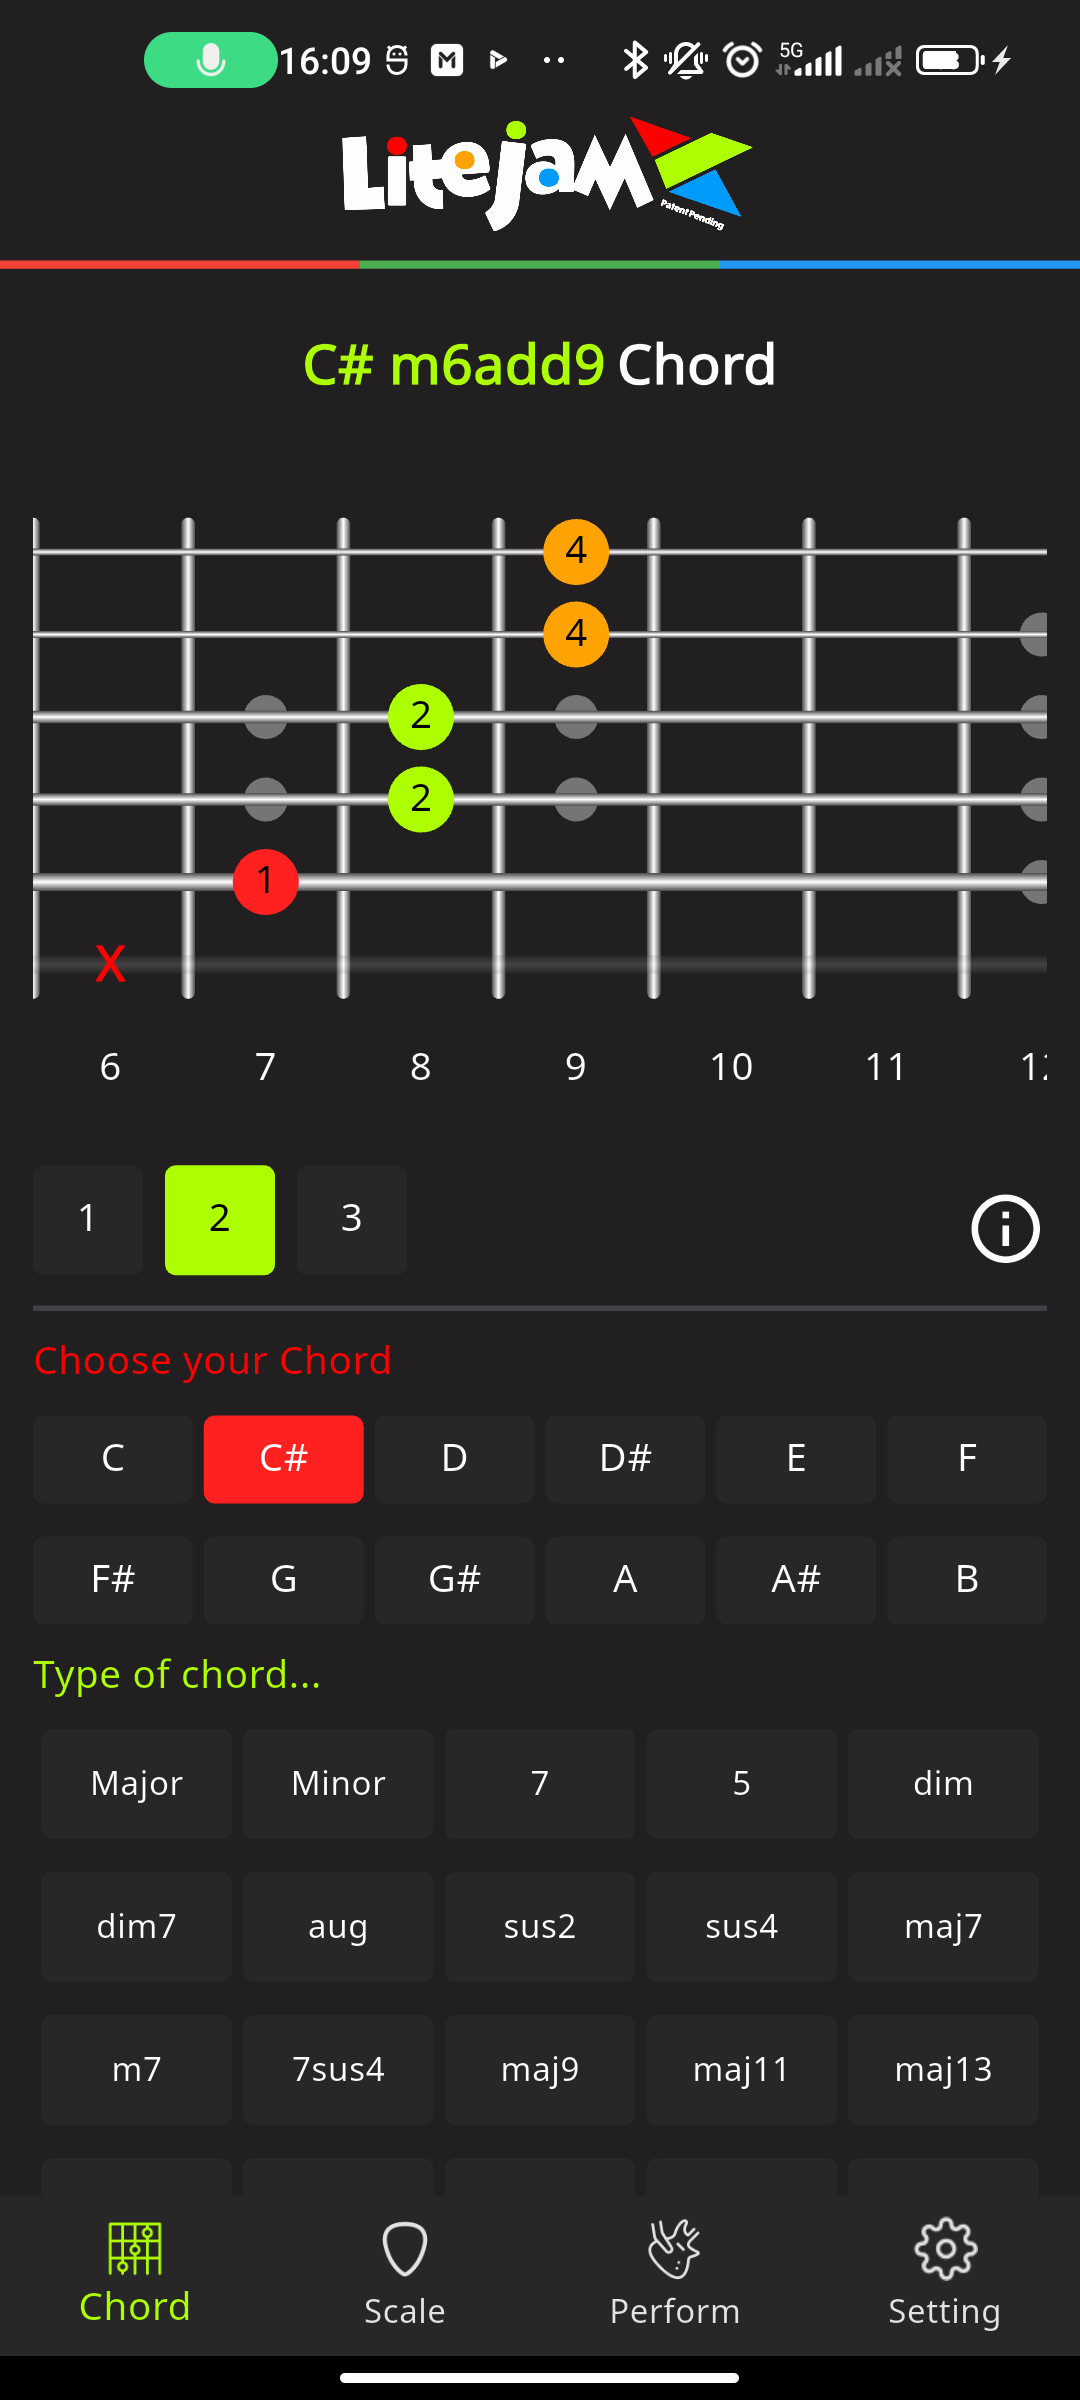 16:09 5G
LiteJam
Patent Pending
C# m6add9 Chord
4
4
2
2
1
X
6 7 8 9 10 11
1 2 3
Choose your Chord
C C# D D# E F
F# G G# A A# B
Type of chord...
Major Minor 7 5 dim
dim7 aug sus2 sus4 maj7
m7 7sus4 maj9 maj11 maj13
Chord Scale Perform Setting